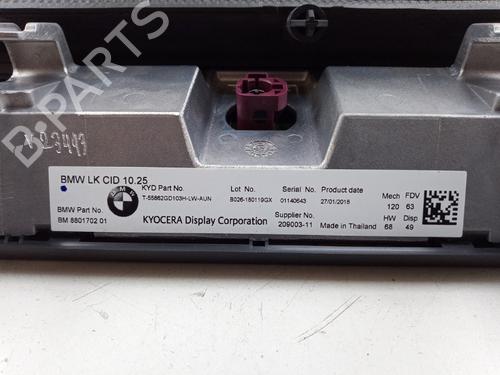 B-PARTS
N23443
BMW LK CID 10.25
KYD Part No.
T-55862GD103H-LW-AUN
Lot No.
B026-180119GX
Serial No.
01140643
Product date
27/01/2018
Mech FDV
120 63
BMW Part No.
BM 8801702 01
KYOCERA Display Corporation
Supplier No.
209003-11
Made in Thailand
HW Disp
68 49
BMW